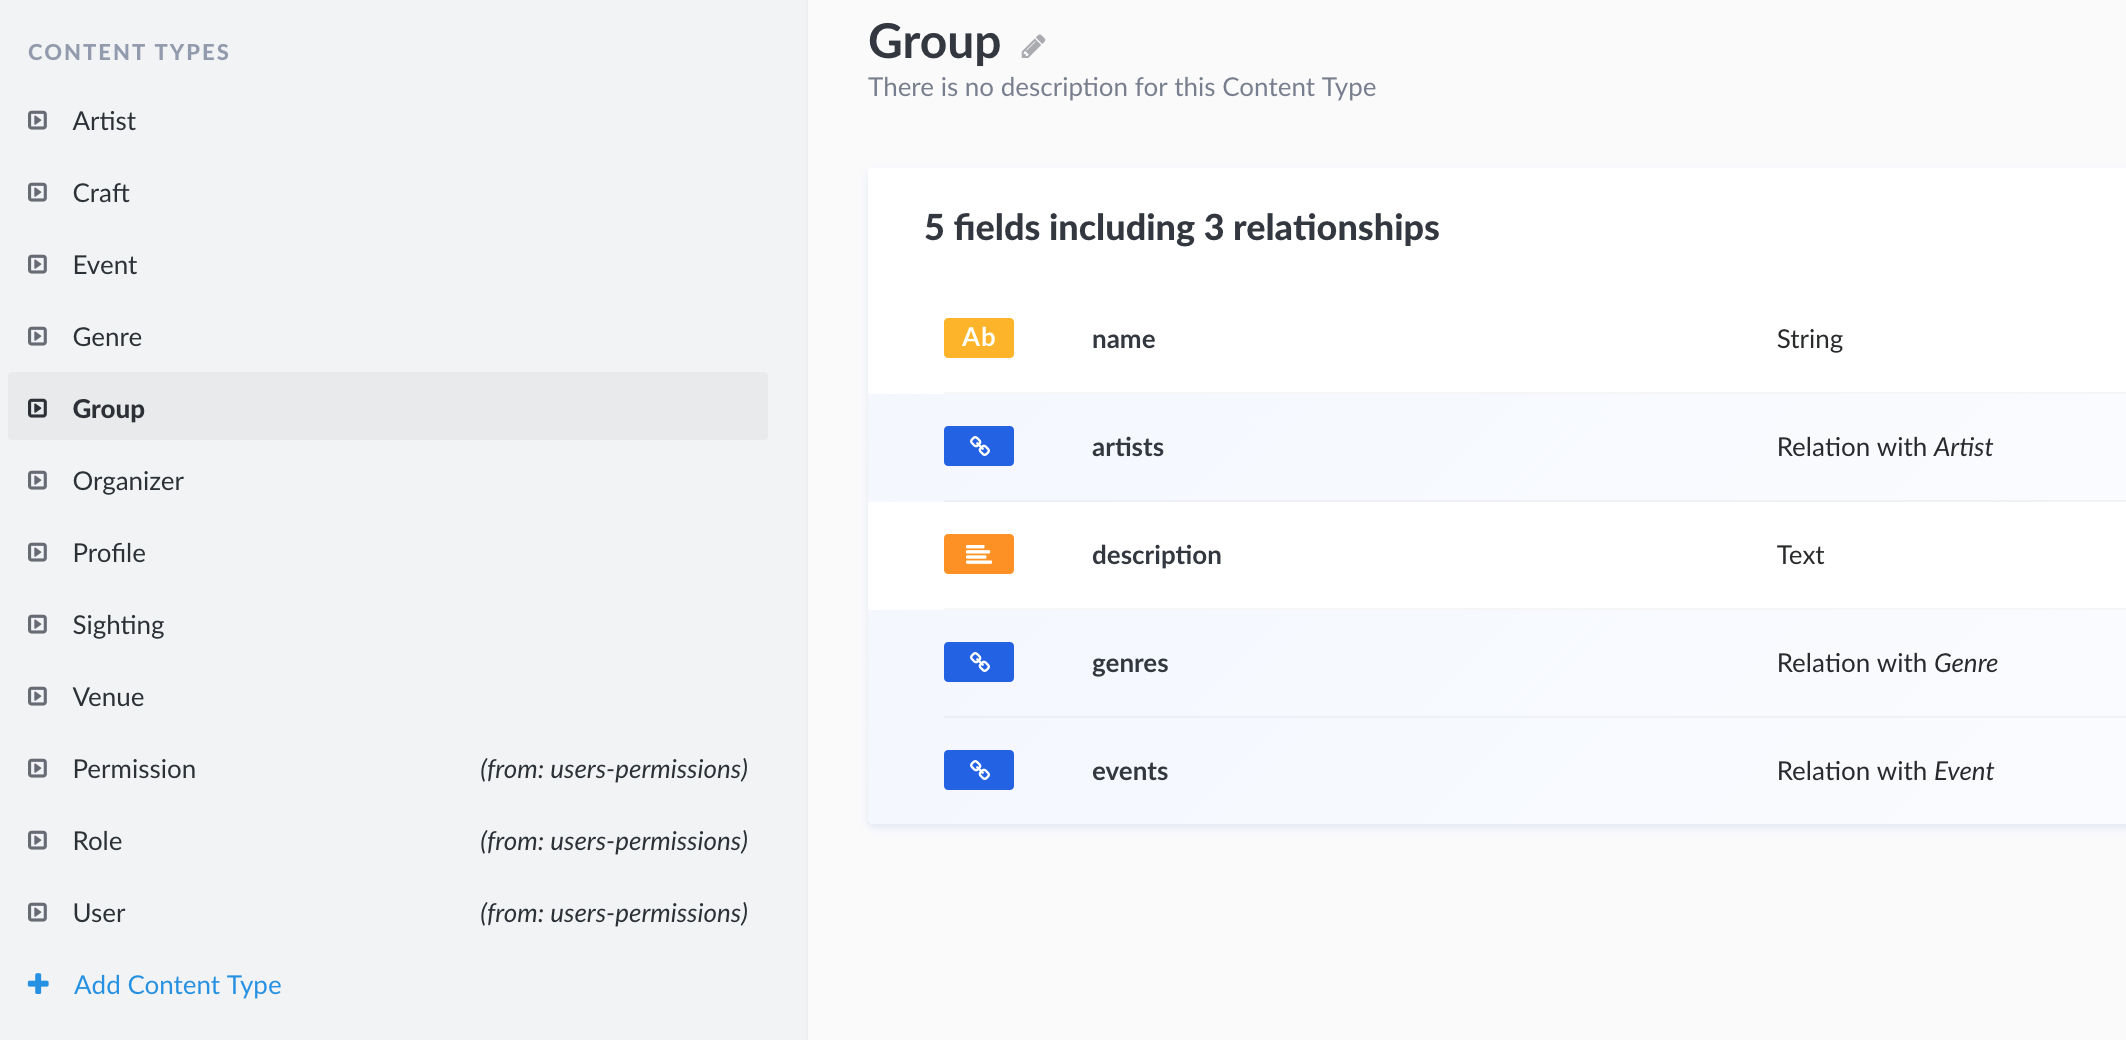 CONTENT TYPES
Artist
Craft
Event
Genre
Group
Organizer
Profile
Sighting
Venue
Permission (from: users-permissions)
Role (from: users-permissions)
User (from: users-permissions)
Add Content Type
Group
There is no description for this Content Type
5 fields including 3 relationships
Ab name String
artists Relation with Artist
description Text
genres Relation with Genre
events Relation with Event